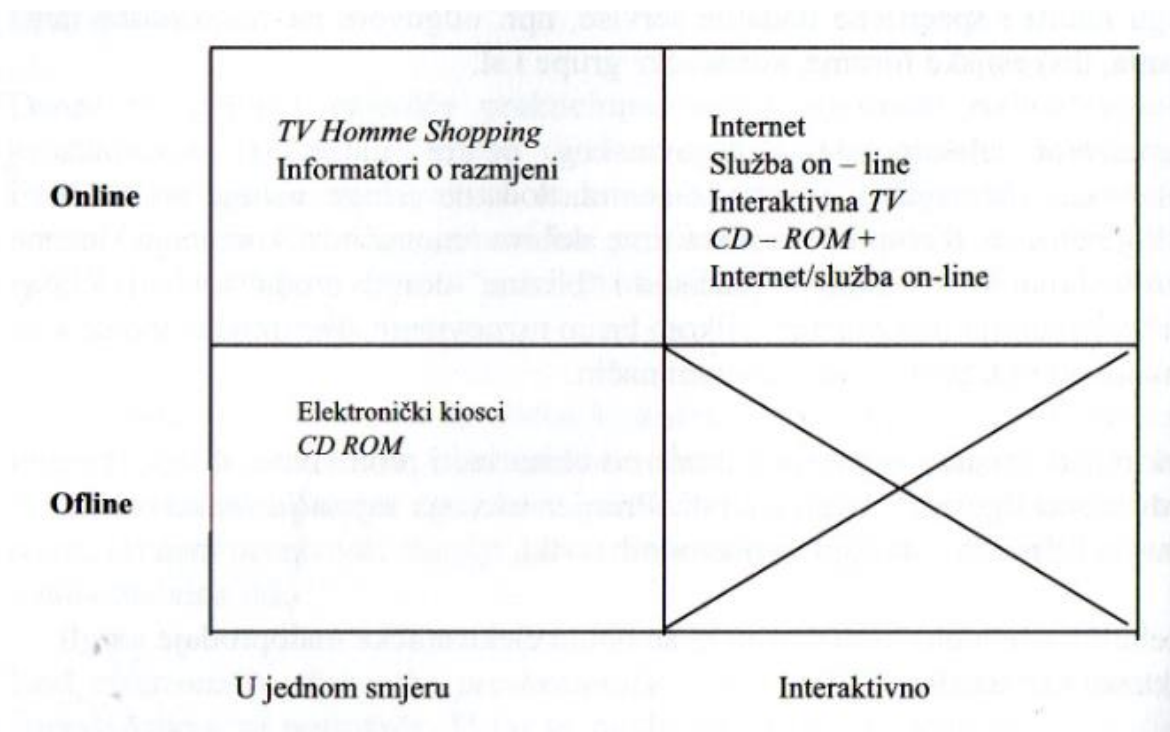 TV Homme Shopping
Informatori o razmjeni
Internet
Služba on – line
Interaktivna TV
CD – ROM +
Internet/služba on-line
Online
Elektronički kiosci
CD ROM
Ofline
U jednom smjeru
Interaktivno